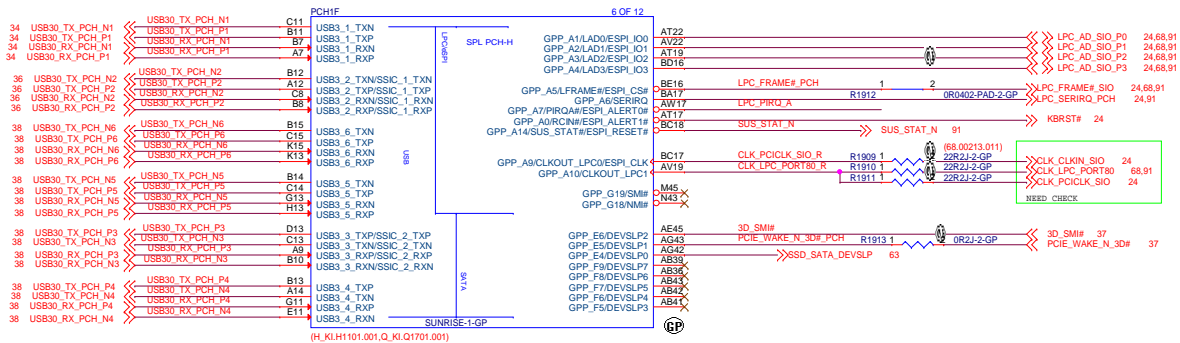 PCH1F
6 OF 12
34 USB30_TX_PCH_N1 USB30_TX_PCH_N1 C11 USB3_1_TXN
34 USB30_TX_PCH_P1 USB30_TX_PCH_P1 B11 USB3_1_TXP
34 USB30_RX_PCH_N1 USB30_RX_PCH_N1 B7 USB3_1_RXN
34 USB30_RX_PCH_P1 USB30_RX_PCH_P1 A7 USB3_1_RXP
36 USB30_TX_PCH_N2 USB30_TX_PCH_N2 B12 USB3_2_TXN/SSIC_1_TXN
36 USB30_TX_PCH_P2 USB30_TX_PCH_P2 A12 USB3_2_TXP/SSIC_1_TXP
36 USB30_RX_PCH_N2 USB30_RX_PCH_N2 C8 USB3_2_RXN/SSIC_1_RXN
36 USB30_RX_PCH_P2 USB30_RX_PCH_P2 B8 USB3_2_RXP/SSIC_1_RXP
38 USB30_TX_PCH_N6 USB30_TX_PCH_N6 B15 USB3_6_TXN
38 USB30_TX_PCH_P6 USB30_TX_PCH_P6 C15 USB3_6_TXP
38 USB30_RX_PCH_N6 USB30_RX_PCH_N6 K15 USB3_6_RXN
38 USB30_RX_PCH_P6 USB30_RX_PCH_P6 K13 USB3_6_RXP
38 USB30_TX_PCH_N5 USB30_TX_PCH_N5 B14 USB3_5_TXN
38 USB30_TX_PCH_P5 USB30_TX_PCH_P5 C14 USB3_5_TXP
38 USB30_RX_PCH_N5 USB30_RX_PCH_N5 G13 USB3_5_RXN
38 USB30_RX_PCH_P5 USB30_RX_PCH_P5 H13 USB3_5_RXP
38 USB30_TX_PCH_P3 USB30_TX_PCH_P3 D13 USB3_3_TXP/SSIC_2_TXP
38 USB30_TX_PCH_N3 USB30_TX_PCH_N3 C13 USB3_3_TXN/SSIC_2_TXN
38 USB30_RX_PCH_P3 USB30_RX_PCH_P3 A9 USB3_3_RXP/SSIC_2_RXP
38 USB30_RX_PCH_N3 USB30_RX_PCH_N3 B10 USB3_3_RXN/SSIC_2_RXN
38 USB30_TX_PCH_P4 USB30_TX_PCH_P4 B13 USB3_4_TXP
38 USB30_TX_PCH_N4 USB30_TX_PCH_N4 A14 USB3_4_TXN
38 USB30_RX_PCH_P4 USB30_RX_PCH_P4 G11 USB3_4_RXP
38 USB30_RX_PCH_N4 USB30_RX_PCH_N4 E11 USB3_4_RXN
SPL PCH-H
LPC/eSPI
USB
SATA
SUNRISE-1-GP
(H_KI.H1101.001,Q_KI.Q1701.001)
GPP_A1/LAD0/ESPI_IO0 AT22 LPC_AD_SIO_P0 24,68,91
GPP_A2/LAD1/ESPI_IO1 AV22 LPC_AD_SIO_P1 24,68,91
GPP_A3/LAD2/ESPI_IO2 AT19 LPC_AD_SIO_P2 24,68,91
GPP_A4/LAD3/ESPI_IO3 BD16 LPC_AD_SIO_P3 24,68,91
GPP_A5/LFRAME#/ESPI_CS# BE16 LPC_FRAME#_PCH 1 2 LPC_FRAME#_SIO 24,68,91
GPP_A6/SERIRQ BA17 R1912 0R0402-PAD-2-GP LPC_SERIRQ_PCH 24,91
GPP_A7/PIRQA#/ESPI_ALERT0# AW17 LPC_PIRQ_A
GPP_A0/RCIN#/ESPI_ALERT1# AT17 KBRST# 24
GPP_A14/SUS_STAT#/ESPI_RESET# BC18 SUS_STAT_N SUS_STAT_N 91
(68.00213.011)
GPP_A9/CLKOUT_LPC0/ESPI_CLK BC17 CLK_PCICLK_SIO_R R1909 1 2 22R2J-2-GP CLK_CLKIN_SIO 24
GPP_A10/CLKOUT_LPC1 AV19 CLK_LPC_PORT80_R R1910 1 22R2J-2-GP CLK_LPC_PORT80 68,91
R1911 1 2 22R2J-2-GP CLK_PCICLK_SIO 24
NEED CHECK
GPP_G19/SMI# M45
GPP_G18/NMI# N43
GPP_E6/DEVSLP2 AE45 3D_SMI# 3D_SMI# 37
GPP_E5/DEVSLP1 AG43 PCIE_WAKE_N_3D#_PCH R1913 1 2 0R2J-2-GP PCIE_WAKE_N_3D# 37
GPP_E4/DEVSLP0 AG42 SSD_SATA_DEVSLP 63
GPP_F9/DEVSLP7 AB39
GPP_F8/DEVSLP6 AB36
GPP_F7/DEVSLP5 AB43
GPP_F6/DEVSLP4 AB42
GPP_F5/DEVSLP3 AB41
GP